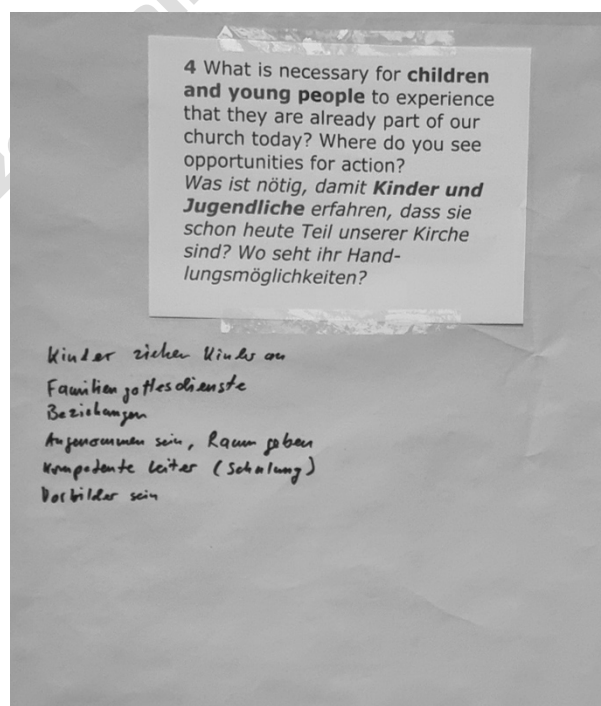 4 What is necessary for children
and young people to experience
that they are already part of our
church today? Where do you see
opportunities for action?
Was ist nötig, damit Kinder und
Jugendliche erfahren, dass sie
schon heute Teil unserer Kirche
sind? Wo seht ihr Hand-
lungsmöglichkeiten?
Kinder ziehen Kinder an
Familiengottesdienste
Beziehungen
Angenommen sein, Raum geben
Kompetente Leiter (Schulung)
Vorbilder sein